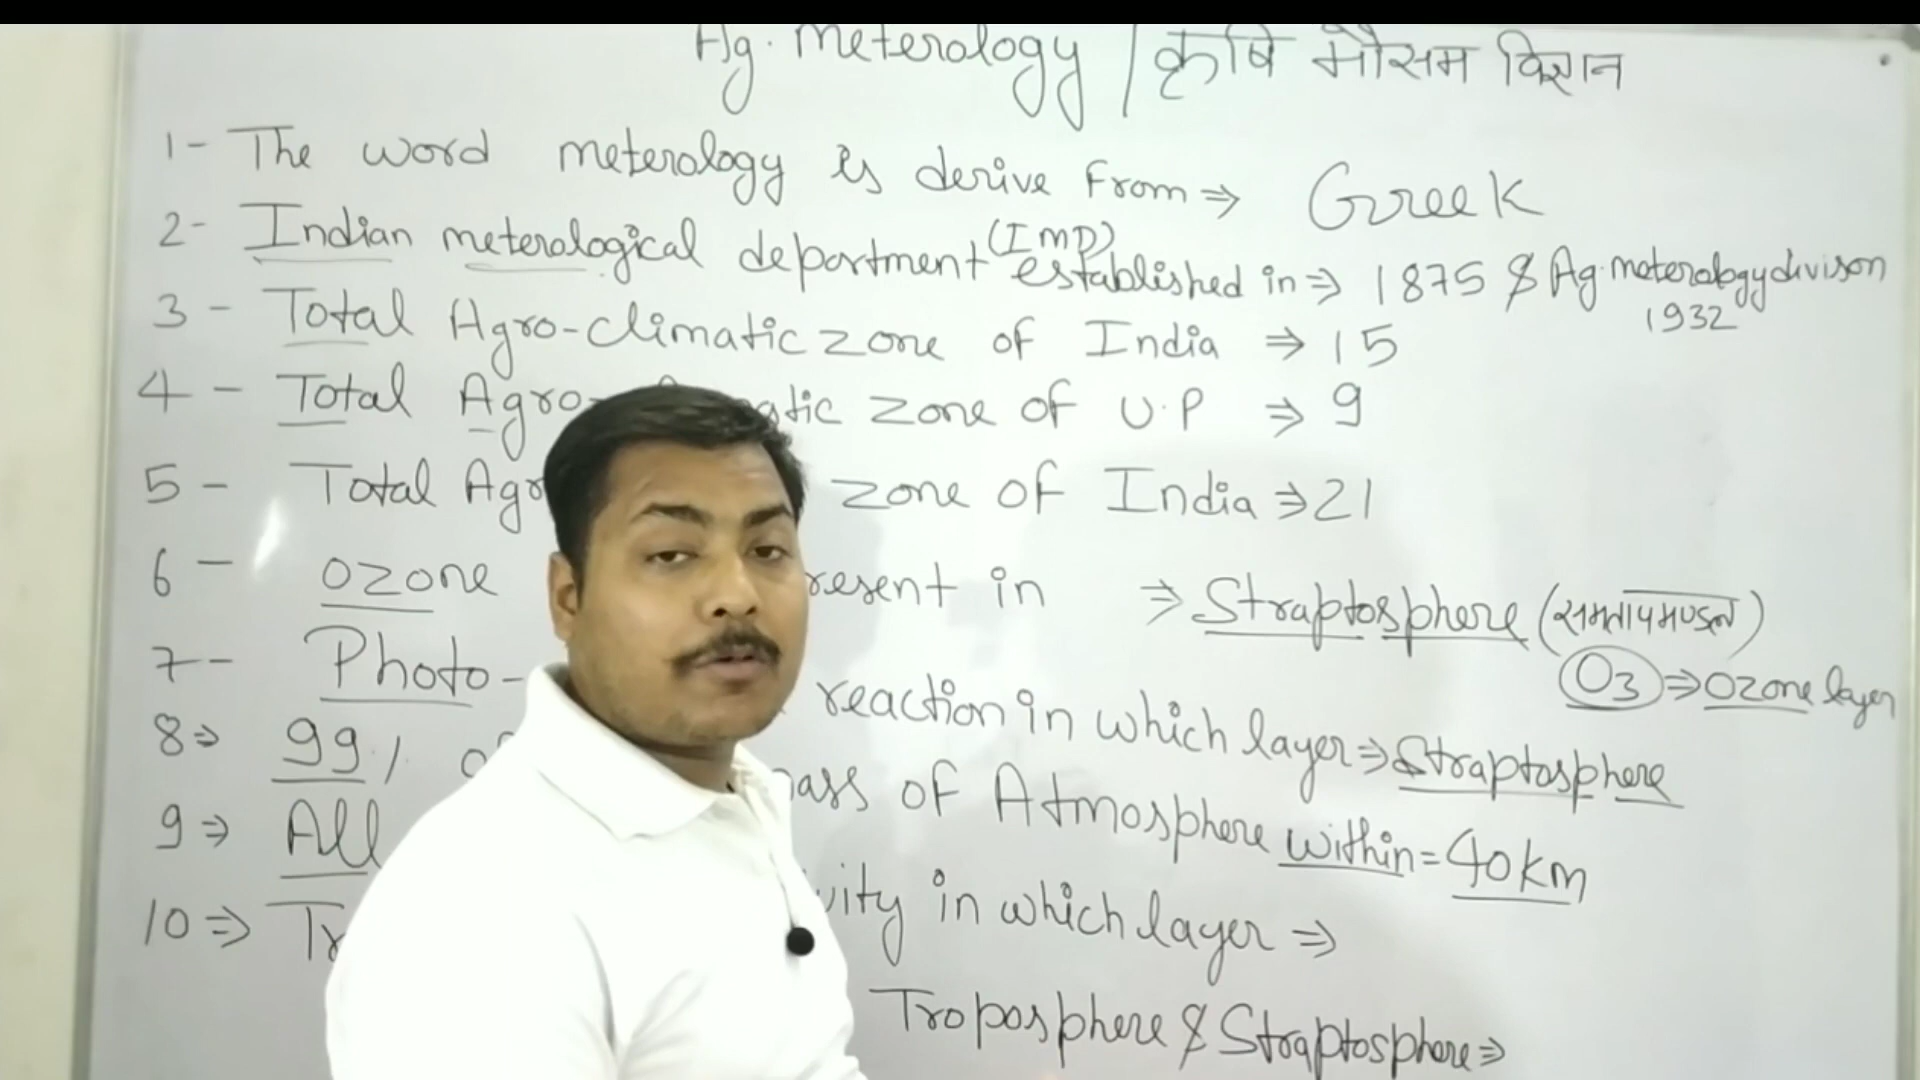 Ag. Meterology / कृषि मौसम विज्ञान
1- The word meterology is derive from ⇒ Greek
2- Indian meterological department (IMD) established in ⇒ 1875 & Ag. meterology divison 1932
3 - Total Agro-climatic zone of India ⇒ 15
4 - Total Agro- zone of U.P ⇒ 9
5 - Total zone of India ⇒ 21
6 - Ozone in ⇒ Straptosphere (समतापमण्डल)
O3 ⇒ Ozone layer
7 - Photo- reaction in which layer ⇒ Straptosphere
8 ⇒ 99% of Atmosphere within = 40 km
9 ⇒ All in which layer ⇒
10 ⇒ Troposphere & Straptosphere ⇒